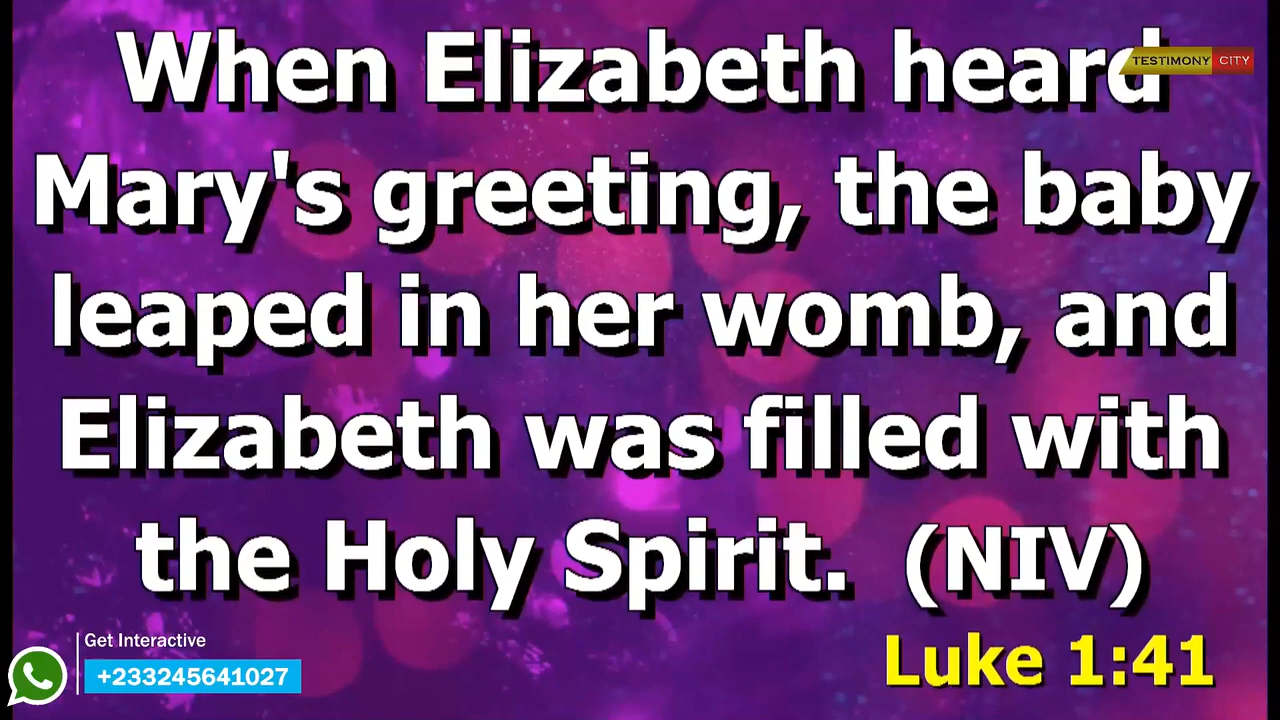 When Elizabeth heard
TESTIMONY CITY
Mary's greeting, the baby
leaped in her womb, and
Elizabeth was filled with
the Holy Spirit. (NIV)
Luke 1:41
Get Interactive
+233245641027